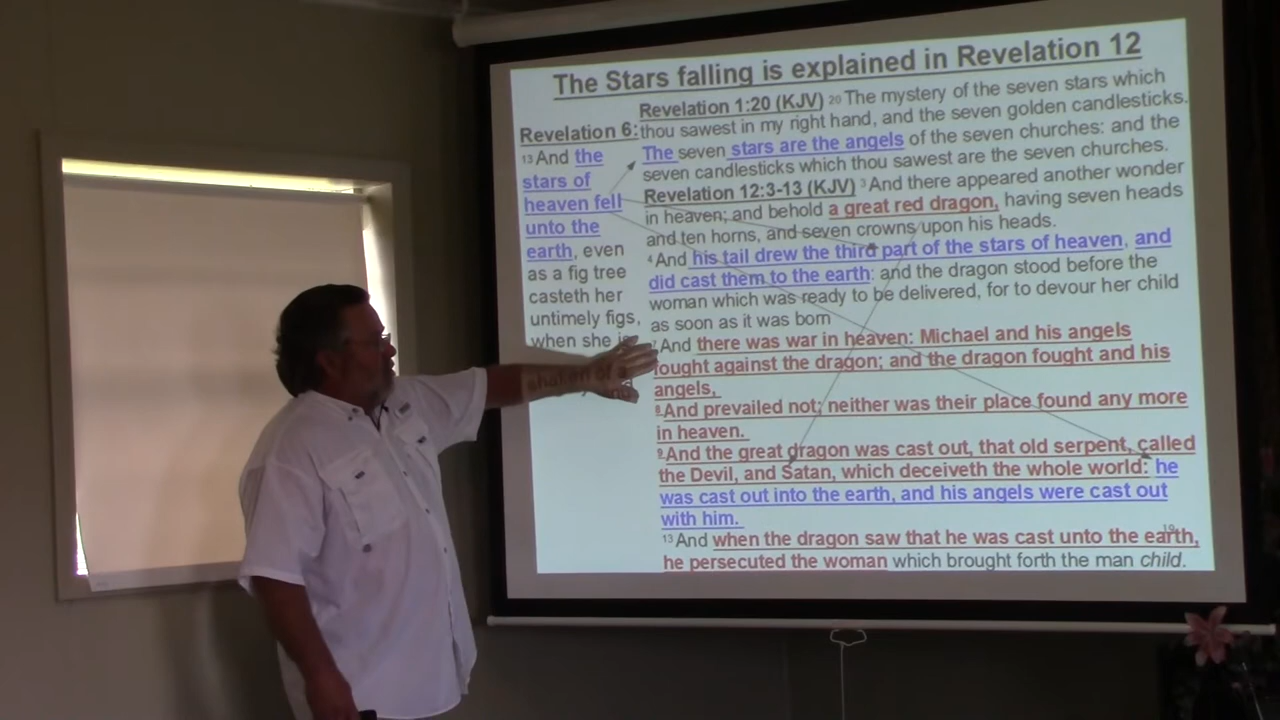 The Stars falling is explained in Revelation 12
Revelation 6:
13 And the
stars of
heaven fell
unto the
earth, even
as a fig tree
casteth her
untimely figs,
when she is
shaken of a
Revelation 1:20 (KJV) 20 The mystery of the seven stars which
thou sawest in my right hand, and the seven golden candlesticks.
The seven stars are the angels of the seven churches: and the
seven candlesticks which thou sawest are the seven churches.
Revelation 12:3-13 (KJV) 3 And there appeared another wonder
in heaven; and behold a great red dragon, having seven heads
and ten horns, and seven crowns upon his heads.
4 And his tail drew the third part of the stars of heaven, and
did cast them to the earth: and the dragon stood before the
woman which was ready to be delivered, for to devour her child
as soon as it was born
7 And there was war in heaven: Michael and his angels
fought against the dragon; and the dragon fought and his
angels,
8 And prevailed not; neither was their place found any more
in heaven.
9 And the great dragon was cast out, that old serpent, called
the Devil, and Satan, which deceiveth the whole world: he
was cast out into the earth, and his angels were cast out
with him.
13 And when the dragon saw that he was cast unto the earth,
he persecuted the woman which brought forth the man child.
19